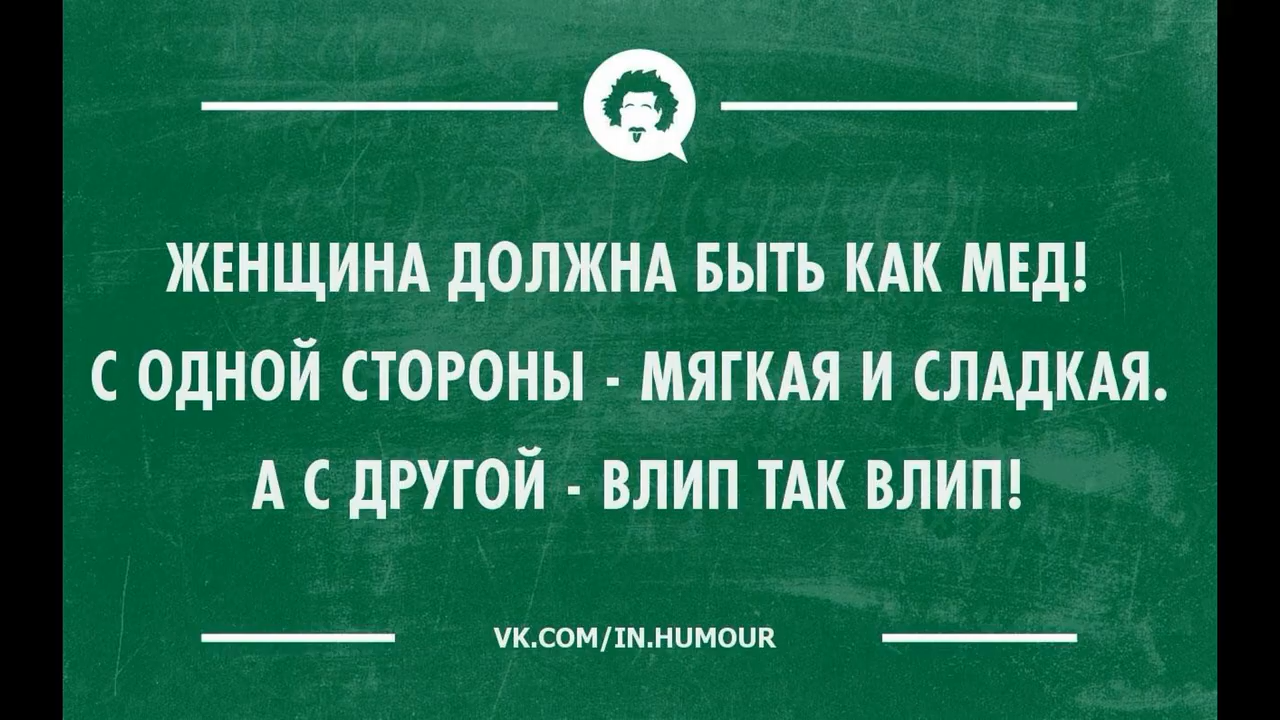 ЖЕНЩИНА ДОЛЖНА БЫТЬ КАК МЕД!
С ОДНОЙ СТОРОНЫ - МЯГКАЯ И СЛАДКАЯ.
А С ДРУГОЙ - ВЛИП ТАК ВЛИП!
VK.COM/IN.HUMOUR